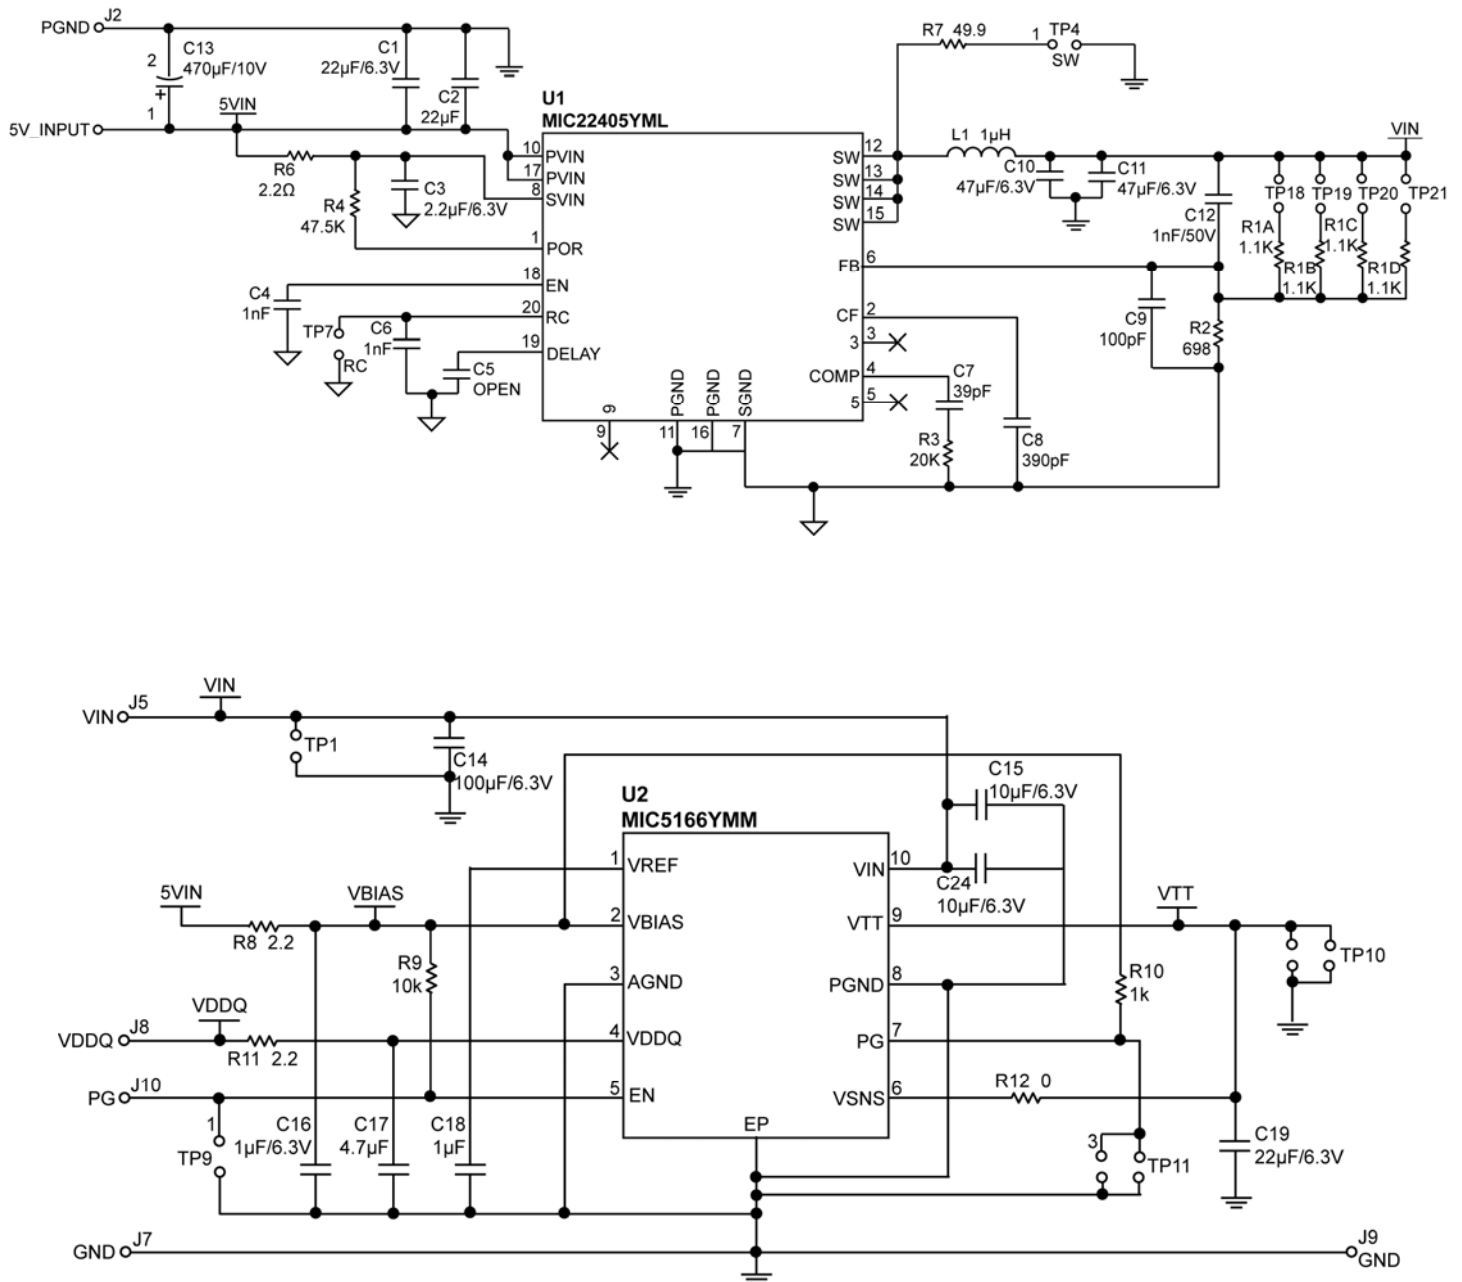 PGND J2
2
C13
470µF/10V
1
C1
22µF/6.3V
C2
22µF
5VIN
5V_INPUT
R6
2.2Ω
R4
47.5K
C3
2.2µF/6.3V
C4
1nF
TP7
RC
C6
1nF
C5
OPEN
U1
MIC22405YML
10 PVIN
17 PVIN
8 SVIN
1 POR
18 EN
20 RC
19 DELAY
9
9
PGND
11
PGND
16
SGND
7
SW 12
SW 13
SW 14
SW 15
FB 6
CF 2
3 3
COMP 4
5 5
R7 49.9
1 TP4
SW
L1 1µH
C10
47µF/6.3V
C11
47µF/6.3V
C12
1nF/50V
VIN
TP18 TP19 TP20 TP21
R1A
1.1K
R1B
1.1K
R1C
1.1K
R1D
1.1K
C9
100pF
R2
698
C7
39pF
R3
20K
C8
390pF
VIN J5
VIN
TP1
C14
100µF/6.3V
U2
MIC5166YMM
1 VREF
2 VBIAS
3 AGND
4 VDDQ
5 EN
EP
VIN 10
VTT 9
PGND 8
PG 7
VSNS 6
C15
10µF/6.3V
C24
10µF/6.3V
5VIN
R8 2.2
VBIAS
R9
10k
VDDQ
VDDQ J8
R11 2.2
PG J10
1
TP9
C16
1µF/6.3V
C17
4.7µF
C18
1µF
VTT
TP10
R10
1k
R12 0
3
TP11
C19
22µF/6.3V
GND J7
J9
GND